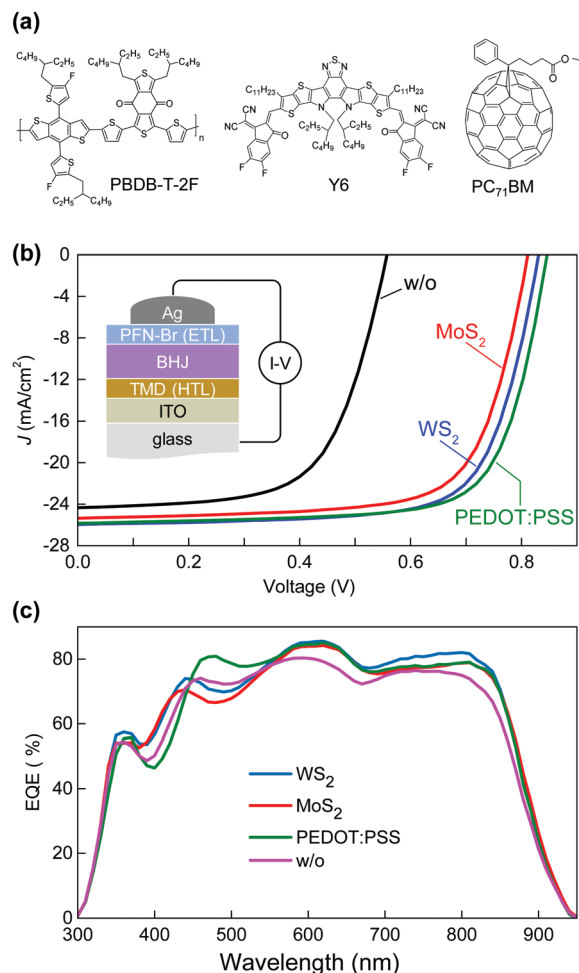 (a)
C₂H₅
C₄H₉
F
S
S
S
S
F
C₂H₅
C₄H₉
C₂H₅
C₄H₉
C₂H₅
C₄H₉
S
O
O
S
S
S
n
PBDB-T-2F
N S N
C₁₁H₂₃
S
S
S
S
C₁₁H₂₃
N
N
NC
CN
O
C₂H₅
C₄H₉
C₂H₅
C₄H₉
O
CN
NC
F
F
F
F
Y6
O
O
PC₇₁BM
(b)
0
-4
-8
-12
-16
-20
-24
-28
J (mA/cm²)
0.0
0.2
0.4
0.6
0.8
Voltage (V)
Ag
PFN-Br (ETL)
BHJ
TMD (HTL)
ITO
glass
I-V
w/o
MoS₂
WS₂
PEDOT:PSS
(c)
80
60
40
20
0
EQE ( %)
WS₂
MoS₂
PEDOT:PSS
w/o
300
400
500
600
700
800
900
Wavelength (nm)